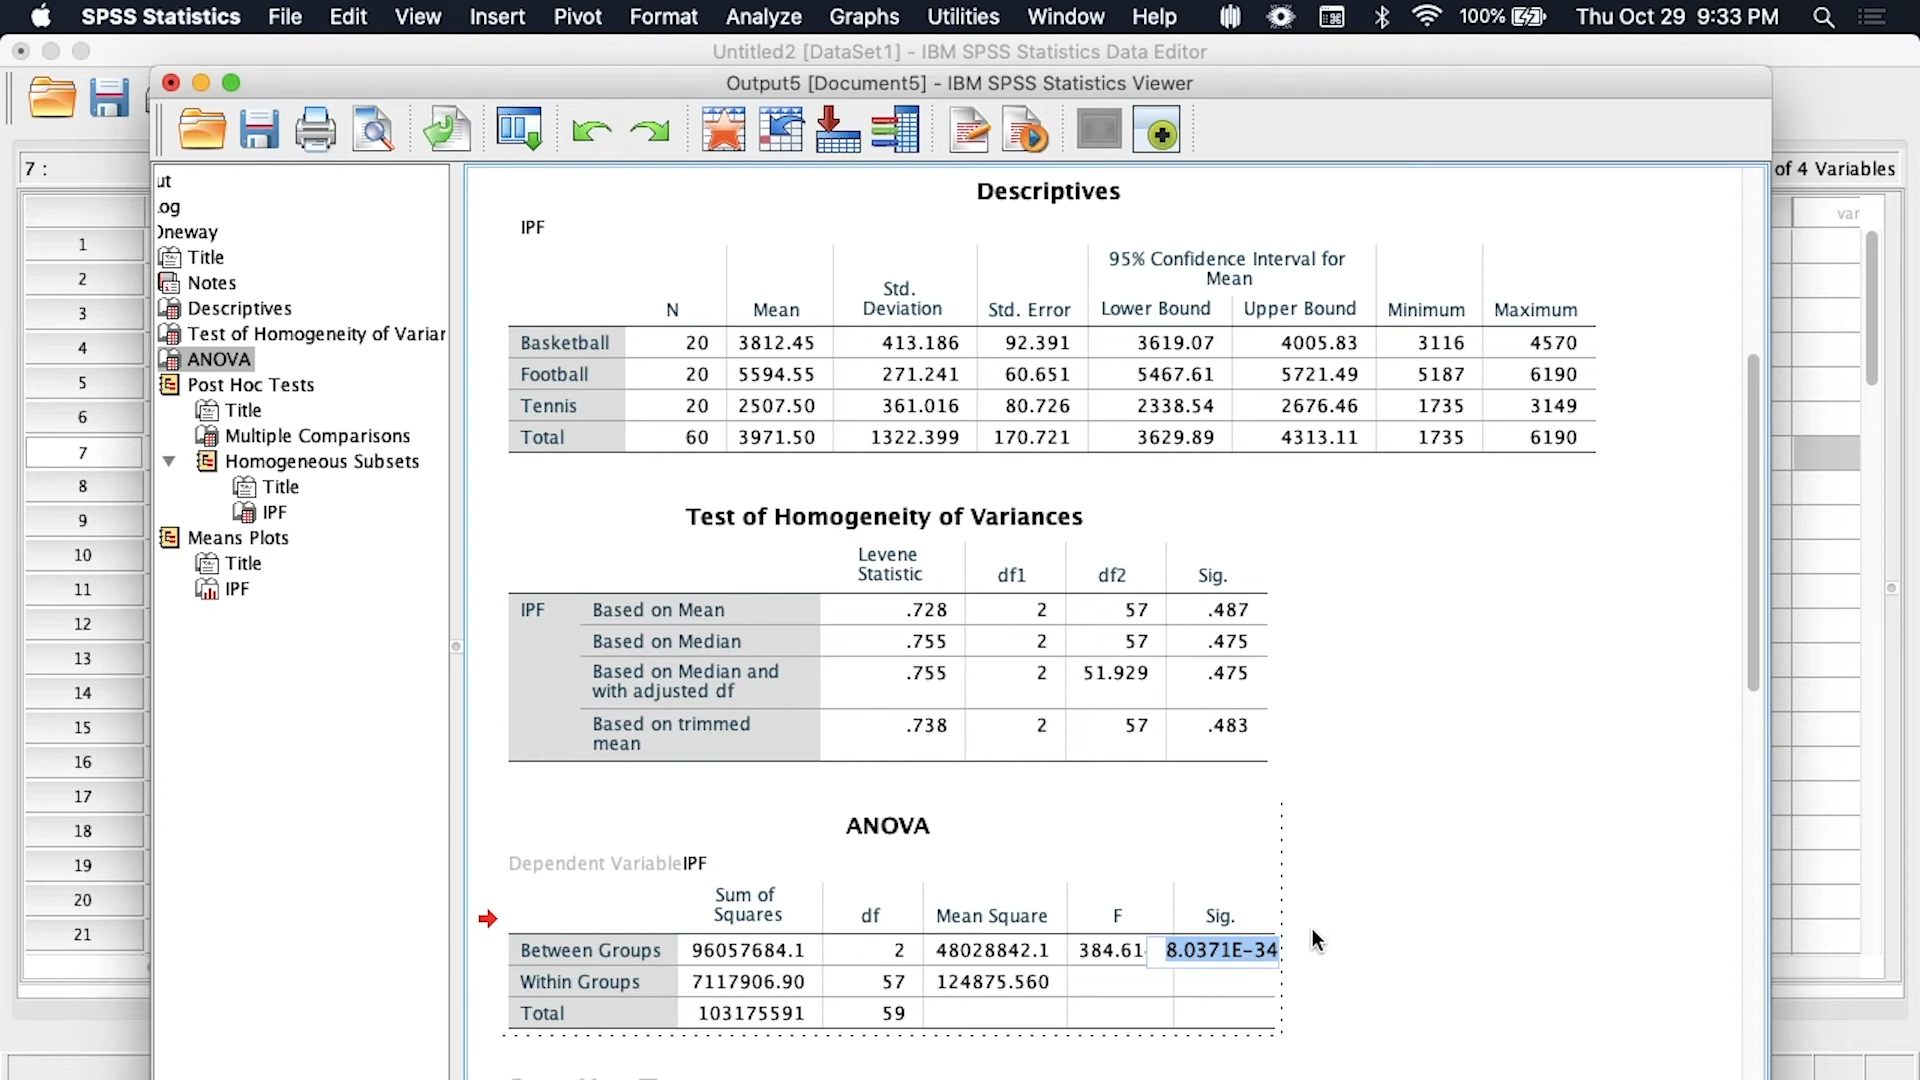 SPSS Statistics File Edit View Insert Pivot Format Analyze Graphs Utilities Window Help 100% Thu Oct 29 9:33 PM
Untitled2 [DataSet1] - IBM SPSS Statistics Data Editor
Output5 [Document5] - IBM SPSS Statistics Viewer
7 :
of 4 Variables
var
1
2
3
4
5
6
7
8
9
10
11
12
13
14
15
16
17
18
19
20
21
ut
og
Oneway
Title
Notes
Descriptives
Test of Homogeneity of Varian
ANOVA
Post Hoc Tests
Title
Multiple Comparisons
Homogeneous Subsets
Title
IPF
Means Plots
Title
IPF
Descriptives
IPF
95% Confidence Interval for
Mean
Std.
N Mean Deviation Std. Error Lower Bound Upper Bound Minimum Maximum
Basketball 20 3812.45 413.186 92.391 3619.07 4005.83 3116 4570
Football 20 5594.55 271.241 60.651 5467.61 5721.49 5187 6190
Tennis 20 2507.50 361.016 80.726 2338.54 2676.46 1735 3149
Total 60 3971.50 1322.399 170.721 3629.89 4313.11 1735 6190
Test of Homogeneity of Variances
Levene
Statistic df1 df2 Sig.
IPF Based on Mean .728 2 57 .487
Based on Median .755 2 57 .475
Based on Median and .755 2 51.929 .475
with adjusted df
Based on trimmed .738 2 57 .483
mean
ANOVA
Dependent Variable IPF
Sum of
Squares df Mean Square F Sig.
Between Groups 96057684.1 2 48028842.1 384.61 8.0371E-34
Within Groups 7117906.90 57 124875.560
Total 103175591 59